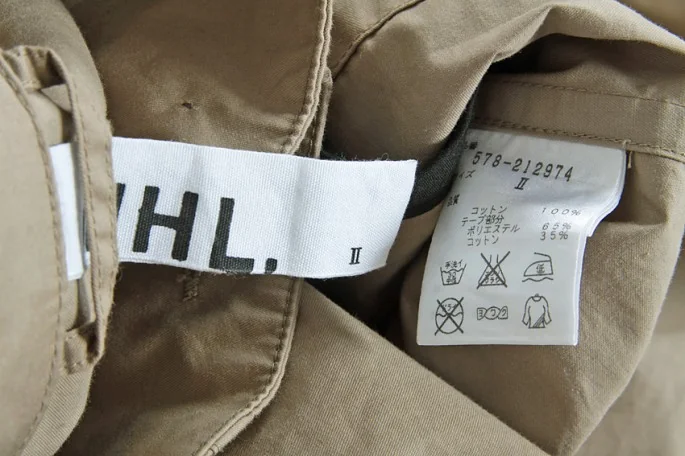 HL.
II
578-212974
II
コットン 100%
テープ部分
ポリエステル 65%
コットン 35%